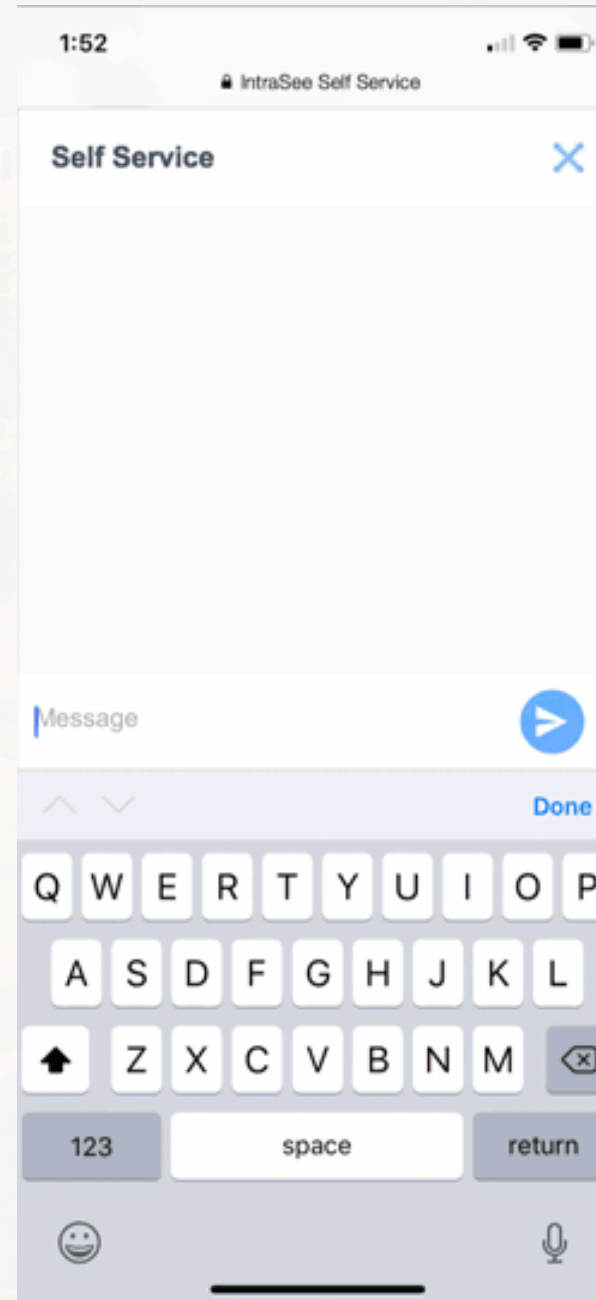 1:52
IntraSee Self Service
Self Service
Message
Done
Q W E R T Y U I O P
A S D F G H J K L
Z X C V B N M
123 space return